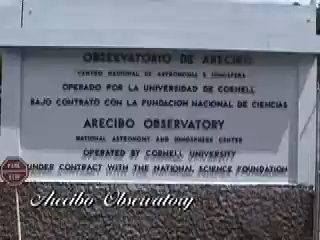 OBSERVATORIO DE ARECIBO
CENTRO NACIONAL DE ASTRONOMIA E IONOSFERA
OPERADO POR LA UNIVERSIDAD DE CORNELL
BAJO CONTRATO CON LA FUNDACION NACIONAL DE CIENCIAS
ARECIBO OBSERVATORY
NATIONAL ASTRONOMY AND IONOSPHERE CENTER
OPERATED BY CORNELL UNIVERSITY
UNDER CONTRACT WITH THE NATIONAL SCIENCE FOUNDATION
PARE
STOP
Arecibo Observatory